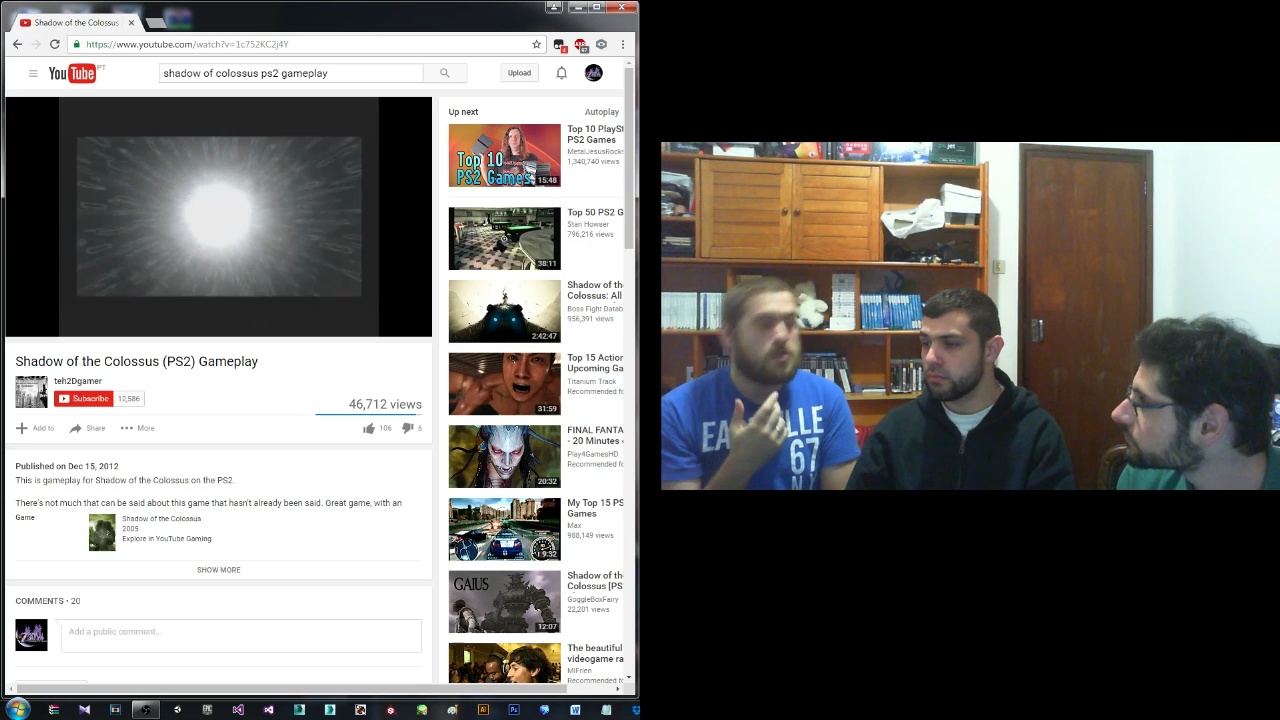 Shadow of the Colossus
https://www.youtube.com/watch?v=1c752KC2j4Y
YouTube PT
shadow of colossus ps2 gameplay
Upload
Up next
Autoplay
Top 10 PlaySt
PS2 Games
MetalJesusRocks
1,340,740 views
Top 10
PS2 Games
15:48
Top 50 PS2 G
Stan Howser
796,216 views
38:11
Shadow of the
Colossus: All
Boss Fight Datab
956,391 views
2:42:47
Shadow of the Colossus (PS2) Gameplay
teh2Dgamer
Subscribe
12,586
46,712 views
Add to
Share
More
106
6
Top 15 Action
Upcoming Ga
Titanium Track
Recommended fo
31:59
FINAL FANTA
- 20 Minutes o
Play4GamesHD
Recommended fo
20:32
Published on Dec 15, 2012
This is gameplay for Shadow of the Colossus on the PS2.
There's not much that can be said about this game that hasn't already been said. Great game, with an
Game
Shadow of the Colossus
2005
Explore in YouTube Gaming
SHOW MORE
My Top 15 PS
Games
Max
988,149 views
COMMENTS • 20
Add a public comment...
GAIUS
Shadow of the
Colossus [PS
GoggleBoxFairy
22,201 views
12:07
The beautiful
videogame ra
MiFrien
Recommended fo
67
jet